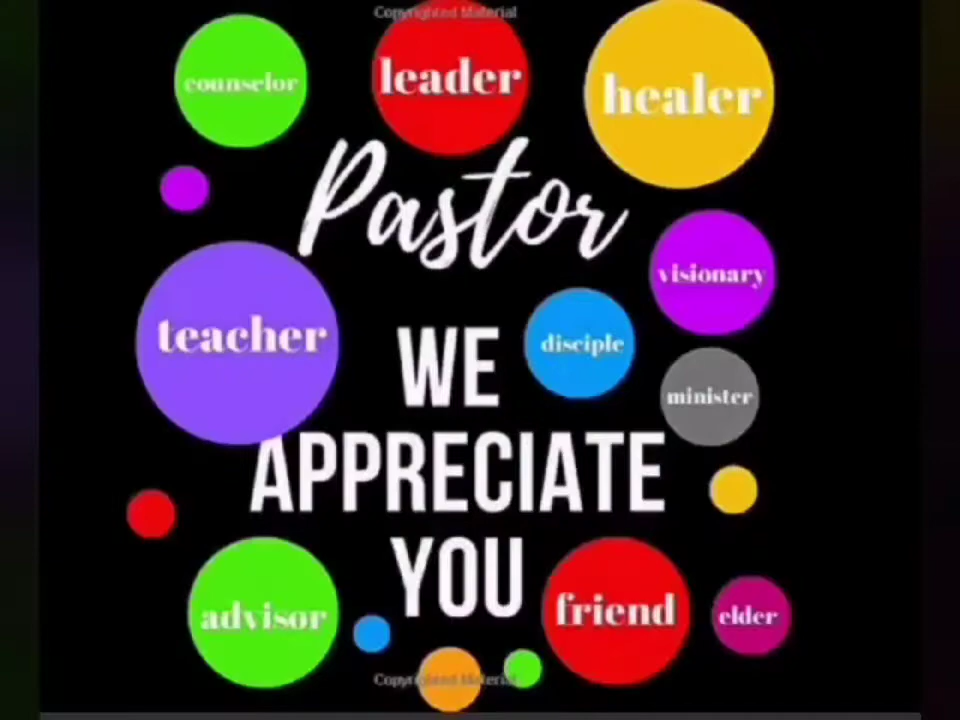 Copyrighted Material
counselor
leader
healer
Pastor
visionary
teacher
WE
disciple
minister
APPRECIATE
YOU
advisor
friend
elder
Copyrighted Material